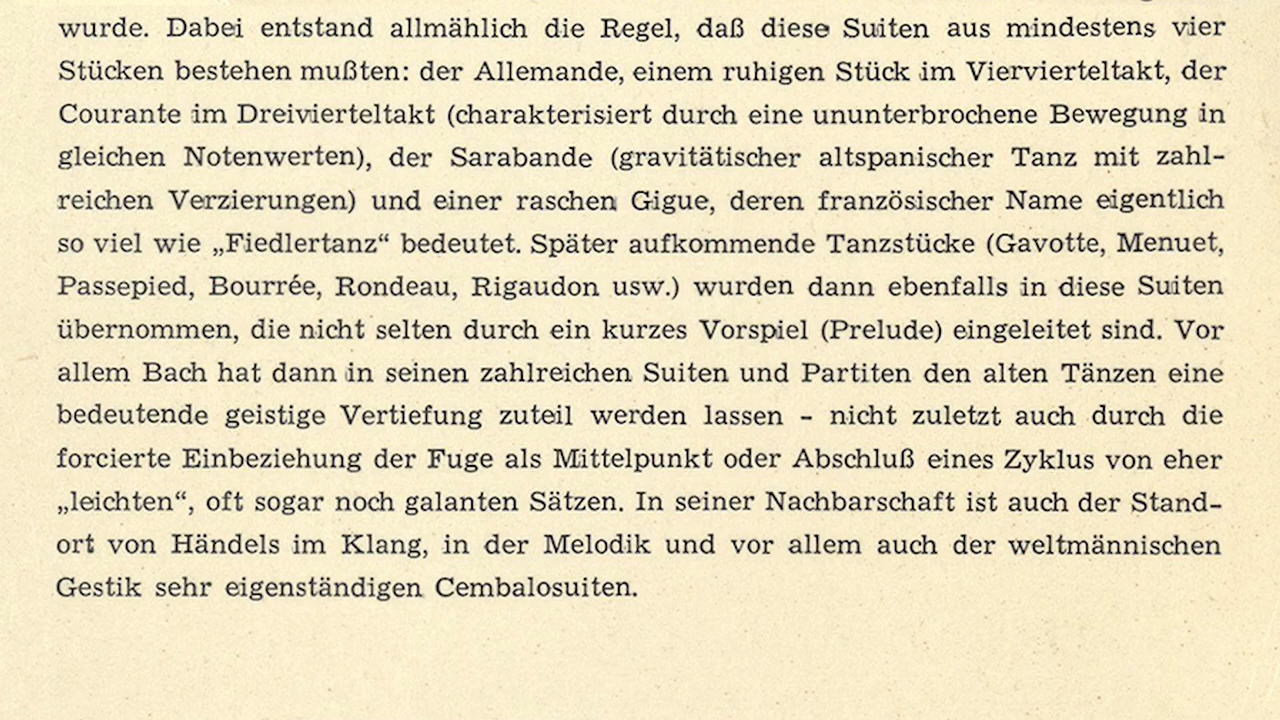 wurde. Dabei entstand allmählich die Regel, daß diese Suiten aus mindestens vier
Stücken bestehen mußten: der Allemande, einem ruhigen Stück im Viervierteltakt, der
Courante im Dreivierteltakt (charakterisiert durch eine ununterbrochene Bewegung in
gleichen Notenwerten), der Sarabande (gravitätischer altspanischer Tanz mit zahl-
reichen Verzierungen) und einer raschen Gigue, deren französischer Name eigentlich
so viel wie „Fiedlertanz“ bedeutet. Später aufkommende Tanzstücke (Gavotte, Menuet,
Passepied, Bourrée, Rondeau, Rigaudon usw.) wurden dann ebenfalls in diese Suiten
übernommen, die nicht selten durch ein kurzes Vorspiel (Prelude) eingeleitet sind. Vor
allem Bach hat dann in seinen zahlreichen Suiten und Partiten den alten Tänzen eine
bedeutende geistige Vertiefung zuteil werden lassen – nicht zuletzt auch durch die
forcierte Einbeziehung der Fuge als Mittelpunkt oder Abschluß eines Zyklus von eher
„leichten“, oft sogar noch galanten Sätzen. In seiner Nachbarschaft ist auch der Stand-
ort von Händels im Klang, in der Melodik und vor allem auch der weltmännischen
Gestik sehr eigenständigen Cembalosuiten.